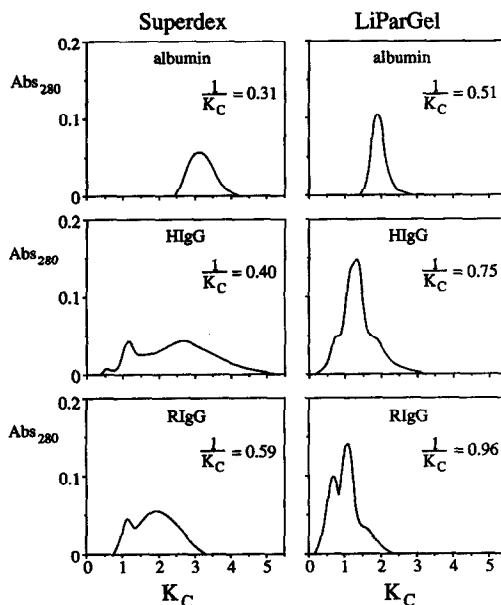 Superdex LiParGel
0.2
albumin
albumin
Abs280
1/KC = 0.31
1/KC = 0.51
0.1
0
0.2
HIgG
HIgG
Abs280
1/KC = 0.40
1/KC = 0.75
0.1
0
0.2
RIgG
RIgG
Abs280
1/KC = 0.59
1/KC = 0.96
0.1
0
0 1 2 3 4 5 0 1 2 3 4 5
KC KC